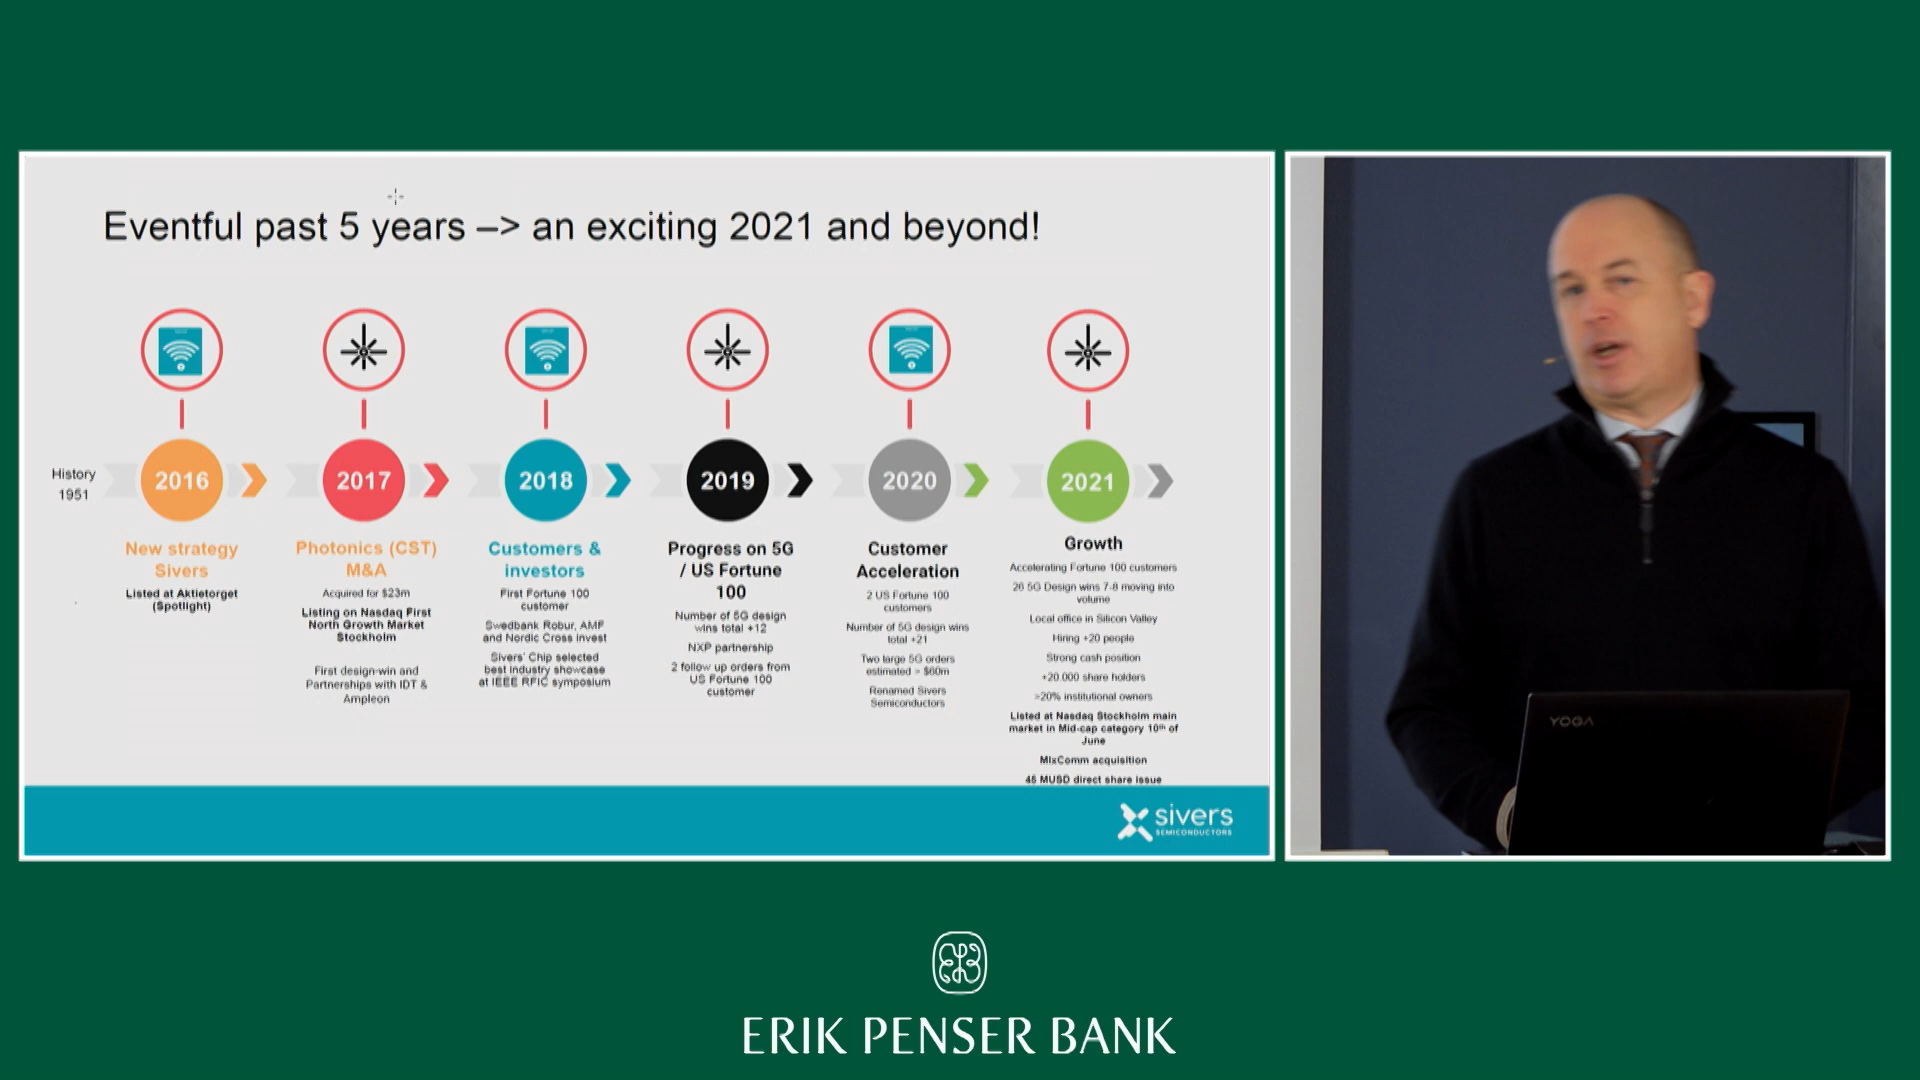 Eventful past 5 years –> an exciting 2021 and beyond!
History
1951
2016
New strategy
Sivers
Listed at Aktietorget
(Spotlight)
2017
Photonics (CST)
M&A
Acquired for $23m
Listing on Nasdaq First
North Growth Market
Stockholm
First design-win and
Partnerships with IDT &
Ampleon
2018
Customers &
investors
First Fortune 100
customer
Swedbank Robur, AMF
and Nordic Cross invest
Sivers' Chip selected
best industry showcase
at IEEE RFIC symposium
2019
Progress on 5G
/ US Fortune
100
Number of 5G design
wins total +12
NXP partnership
2 follow up orders from
US Fortune 100
customer
2020
Customer
Acceleration
2 US Fortune 100
customers
Number of 5G design wins
total +21
Two large 5G orders
estimated > $60m
Renamed Sivers
Semiconductors
2021
Growth
Accelerating Fortune 100 customers
26 5G Design wins 7-8 moving into
volume
Local office in Silicon Valley
Hiring +20 people
Strong cash position
+20.000 share holders
>20% institutional owners
Listed at Nasdaq Stockholm main
market in Mid-cap category 10th of
June
MixComm acquisition
45 MUSD direct share issue
sivers
SEMICONDUCTORS
YOGA
ERIK PENSER BANK